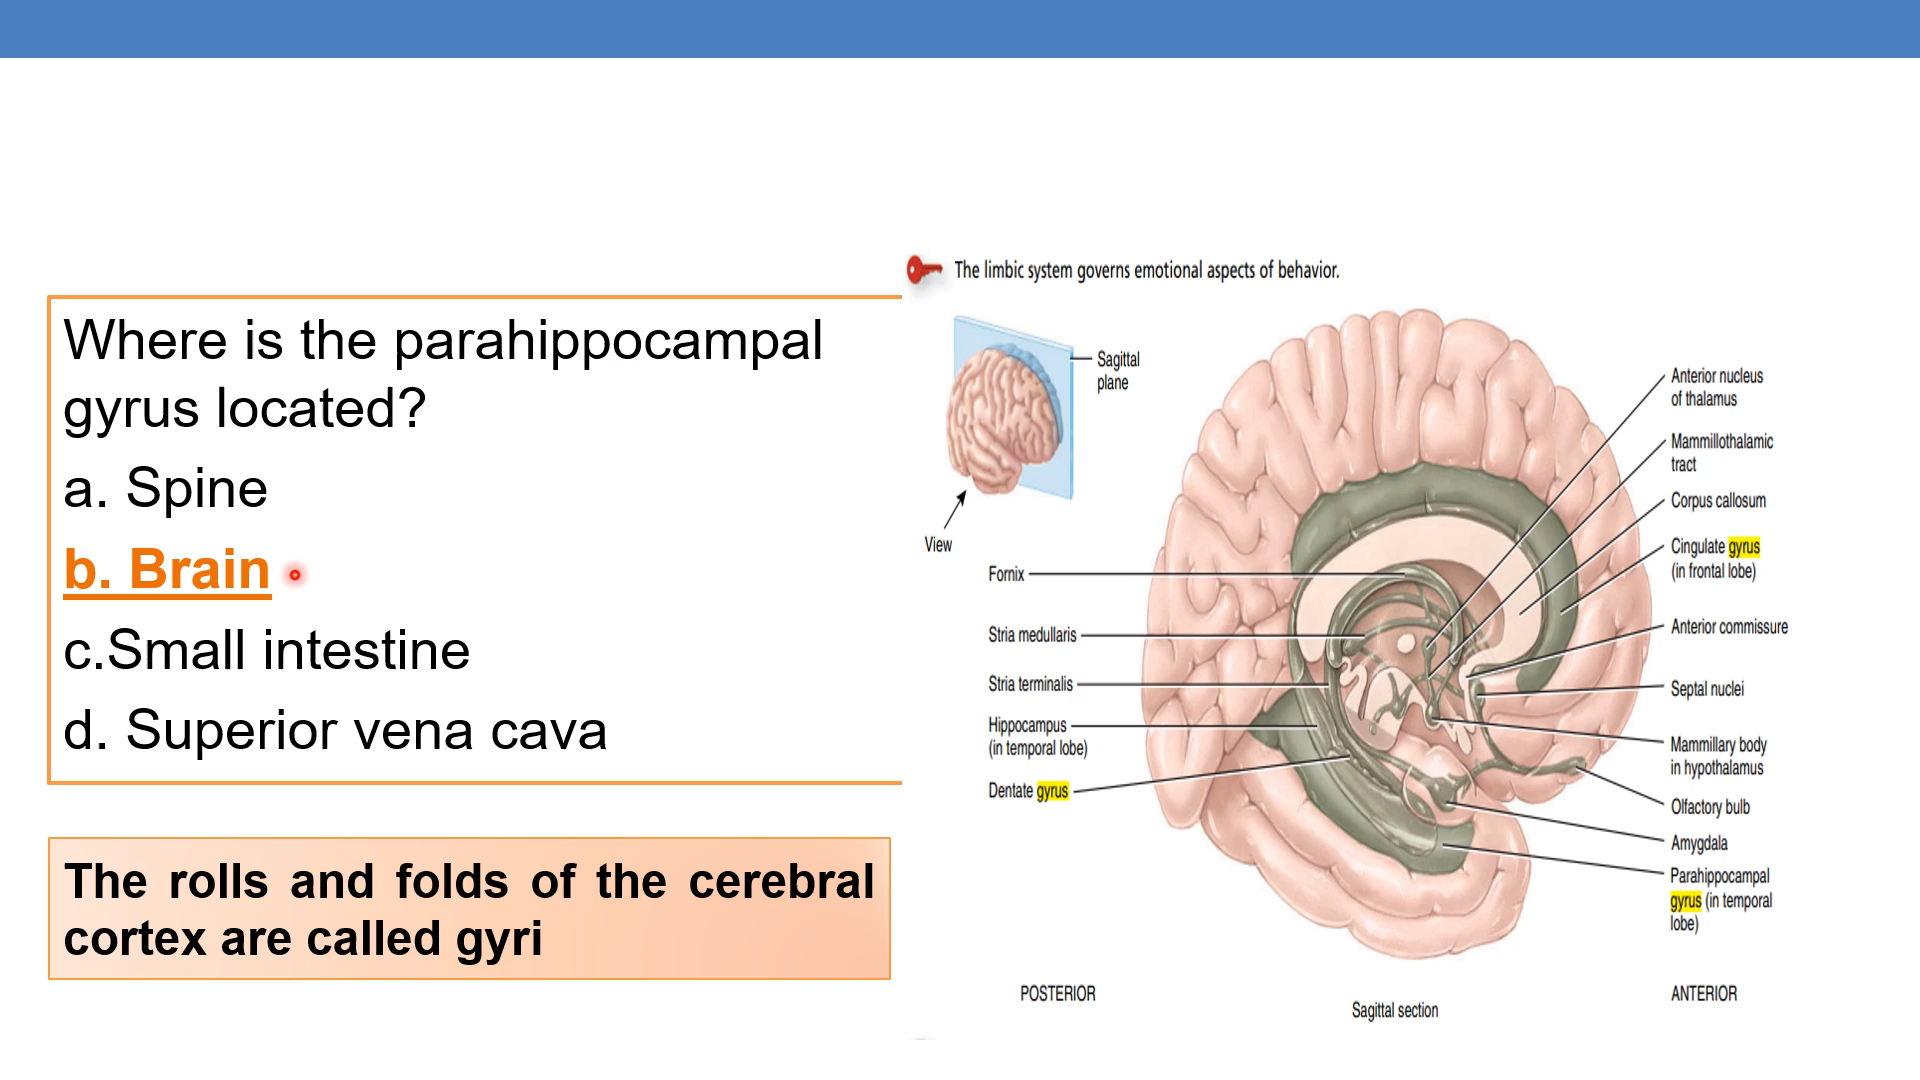 Where is the parahippocampal
gyrus located?
a. Spine
b. Brain
c.Small intestine
d. Superior vena cava
The rolls and folds of the cerebral
cortex are called gyri
The limbic system governs emotional aspects of behavior.
Sagittal
plane
View
Fornix
Stria medullaris
Stria terminalis
Hippocampus
(in temporal lobe)
Dentate gyrus
Anterior nucleus
of thalamus
Mammillothalamic
tract
Corpus callosum
Cingulate gyrus
(in frontal lobe)
Anterior commissure
Septal nuclei
Mammillary body
in hypothalamus
Olfactory bulb
Amygdala
Parahippocampal
gyrus (in temporal
lobe)
POSTERIOR
Sagittal section
ANTERIOR